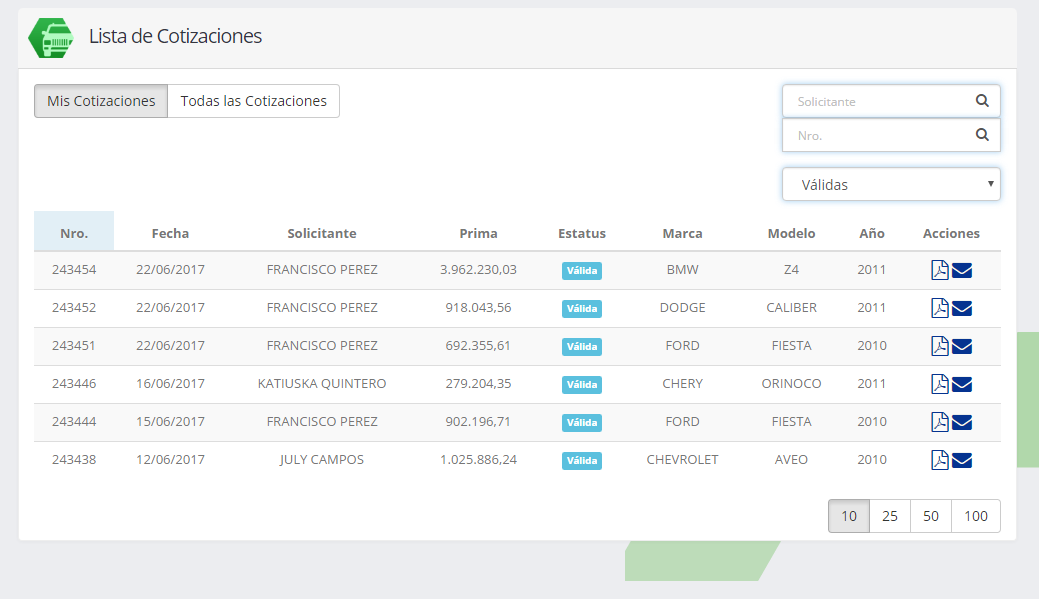 Lista de Cotizaciones
Mis Cotizaciones Todas las Cotizaciones
Solicitante
Nro.
Válidas
Nro. Fecha Solicitante Prima Estatus Marca Modelo Año Acciones
243454 22/06/2017 FRANCISCO PEREZ 3.962.230,03 Válida BMW Z4 2011
243452 22/06/2017 FRANCISCO PEREZ 918.043,56 Válida DODGE CALIBER 2011
243451 22/06/2017 FRANCISCO PEREZ 692.355,61 Válida FORD FIESTA 2010
243446 16/06/2017 KATIUSKA QUINTERO 279.204,35 Válida CHERY ORINOCO 2011
243444 15/06/2017 FRANCISCO PEREZ 902.196,71 Válida FORD FIESTA 2010
243438 12/06/2017 JULY CAMPOS 1.025.886,24 Válida CHEVROLET AVEO 2010
10 25 50 100